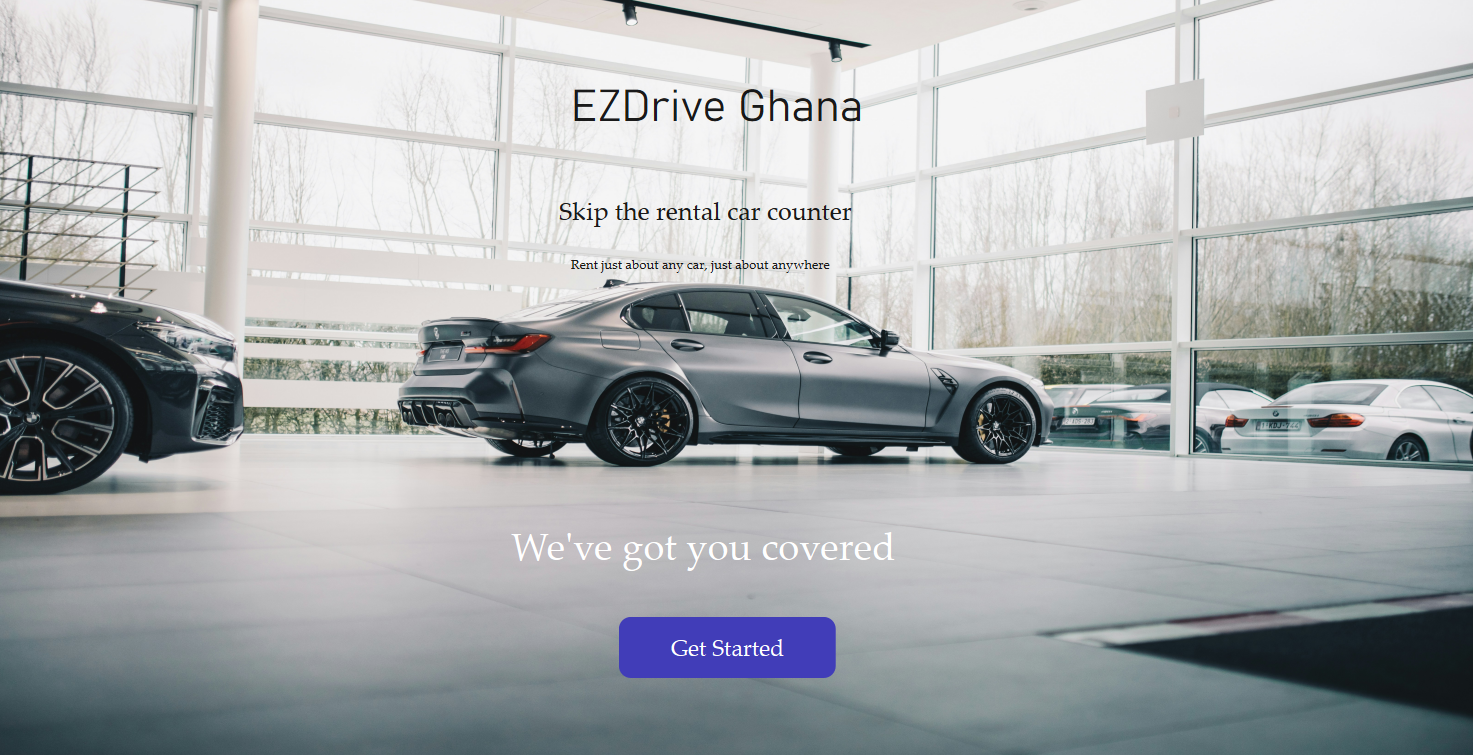 EZDrive Ghana
Skip the rental car counter
Rent just about any car, just about anywhere
We've got you covered
Get Started